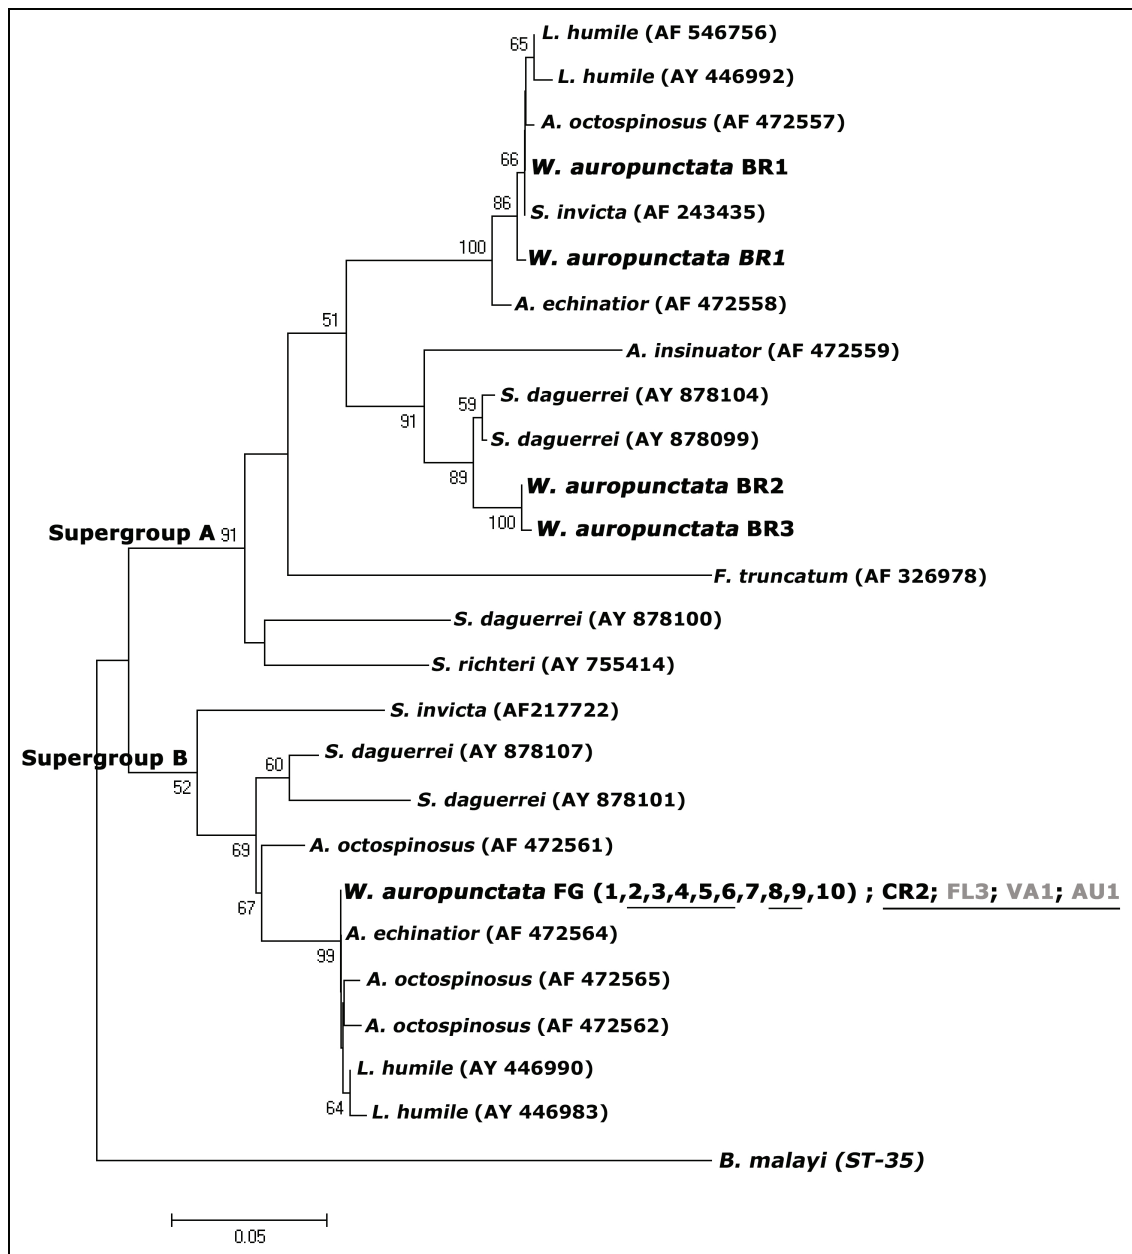 65
L. humile (AF 546756)
L. humile (AY 446992)
A. octospinosus (AF 472557)
66
W. auropunctata BR1
86
S. invicta (AF 243435)
100
W. auropunctata BR1
A. echinatior (AF 472558)
51
A. insinuator (AF 472559)
59
S. daguerrei (AY 878104)
91
S. daguerrei (AY 878099)
89
W. auropunctata BR2
100
W. auropunctata BR3
Supergroup A 91
F. truncatum (AF 326978)
S. daguerrei (AY 878100)
S. richteri (AY 755414)
S. invicta (AF217722)
Supergroup B
52
60
S. daguerrei (AY 878107)
S. daguerrei (AY 878101)
69
A. octospinosus (AF 472561)
67
W. auropunctata FG (1,2,3,4,5,6,7,8,9,10) ; CR2; FL3; VA1; AU1
A. echinatior (AF 472564)
99
A. octospinosus (AF 472565)
A. octospinosus (AF 472562)
L. humile (AY 446990)
64
L. humile (AY 446983)
B. malayi (ST-35)
0.05